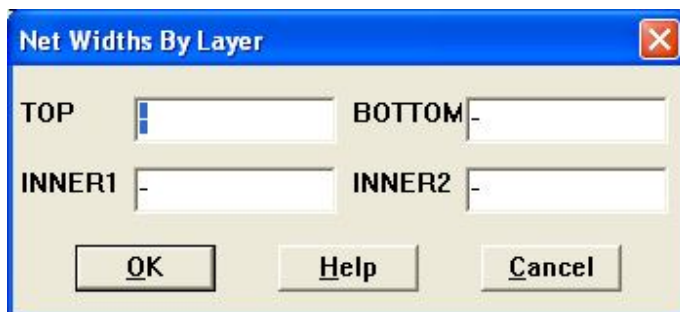 Net Widths By Layer
TOP - BOTTOM -
INNER1 - INNER2 -
OK Help Cancel